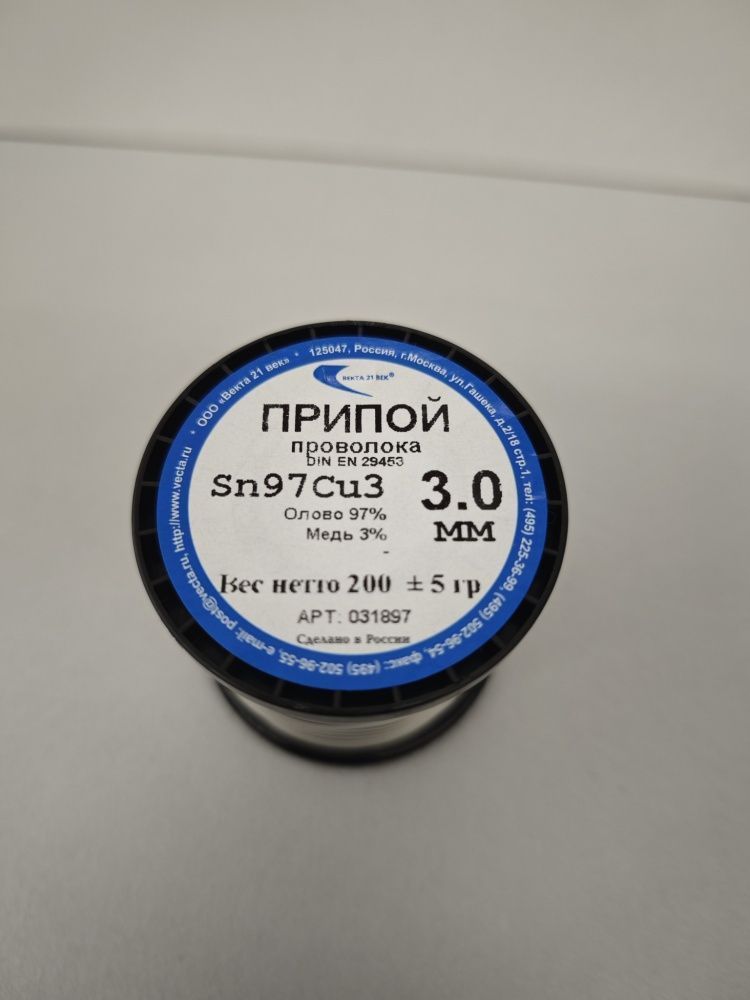 ООО «Векта 21 век» * 125047, Россия, г.Москва, ул.Гашека, д.2/18 стр.1, тел: (495) 225-36-99, (495) 502-96-54, факс: (495) 502-96-55, e-mail: post@vecta.ru, http://www.vecta.ru *
ВЕКТА 21 ВЕК®
ПРИПОЙ
проволока
DIN EN 29453
Sn97Cu3
3.0
мм
Олово 97%
Медь 3%
-
Вес нетто 200 ± 5 гр
АРТ: 031897
Сделано в России